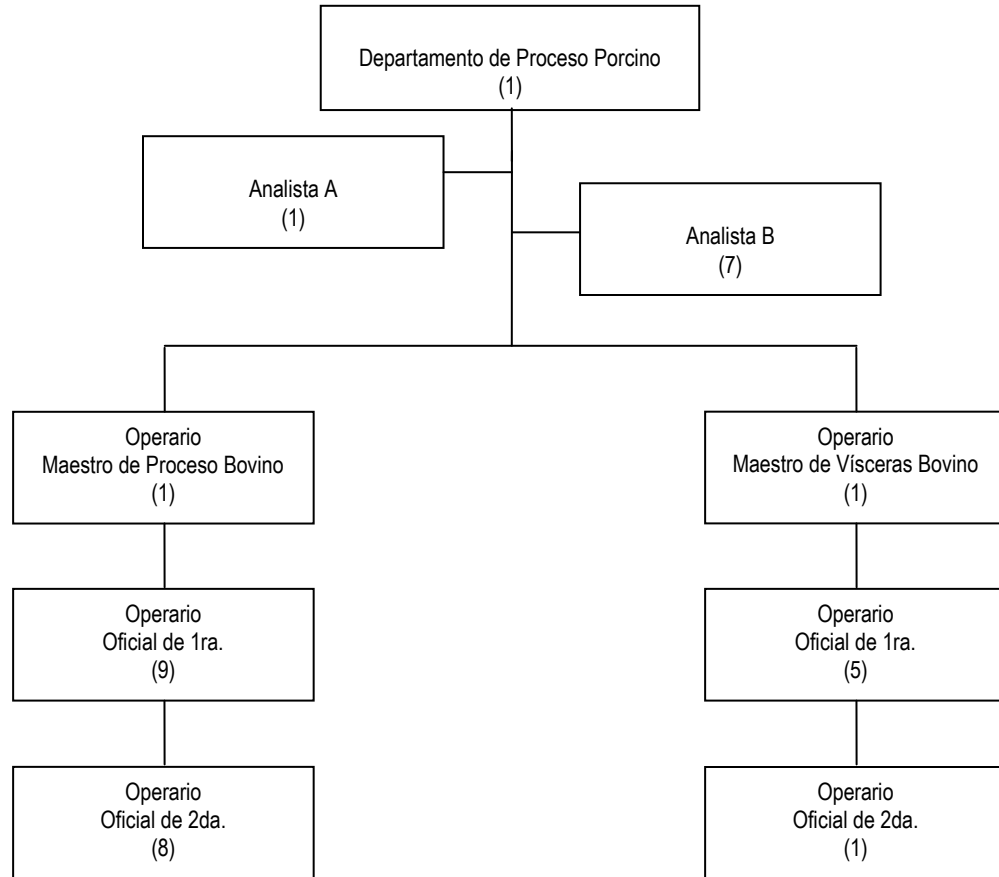 Departamento de Proceso Porcino
(1)
Analista A
(1)
Analista B
(7)
Operario
Maestro de Proceso Bovino
(1)
Operario
Maestro de Vísceras Bovino
(1)
Operario
Oficial de 1ra.
(9)
Operario
Oficial de 1ra.
(5)
Operario
Oficial de 2da.
(8)
Operario
Oficial de 2da.
(1)